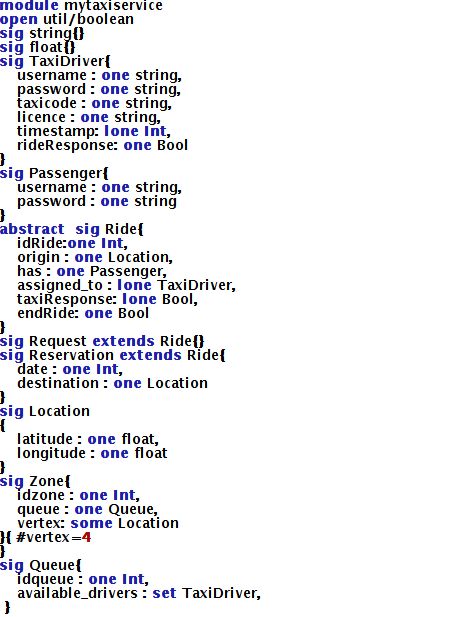 module mytaxiservice
open util/boolean
sig string{}
sig float{}
sig TaxiDriver{
username : one string,
password : one string,
taxicode : one string,
licence : one string,
timestamp: lone Int,
rideResponse: one Bool
}
sig Passenger{
username : one string,
password : one string
}
abstract sig Ride{
idRide:one Int,
origin : one Location,
has : one Passenger,
assigned_to : lone TaxiDriver,
taxiResponse: lone Bool,
endRide: one Bool
}
sig Request extends Ride{}
sig Reservation extends Ride{
date : one Int,
destination : one Location
}
sig Location
{
latitude : one float,
longitude : one float
}
sig Zone{
idzone : one Int,
queue : one Queue,
vertex: some Location
}{ #vertex=4
}
sig Queue{
idqueue : one Int,
available_drivers : set TaxiDriver,
}